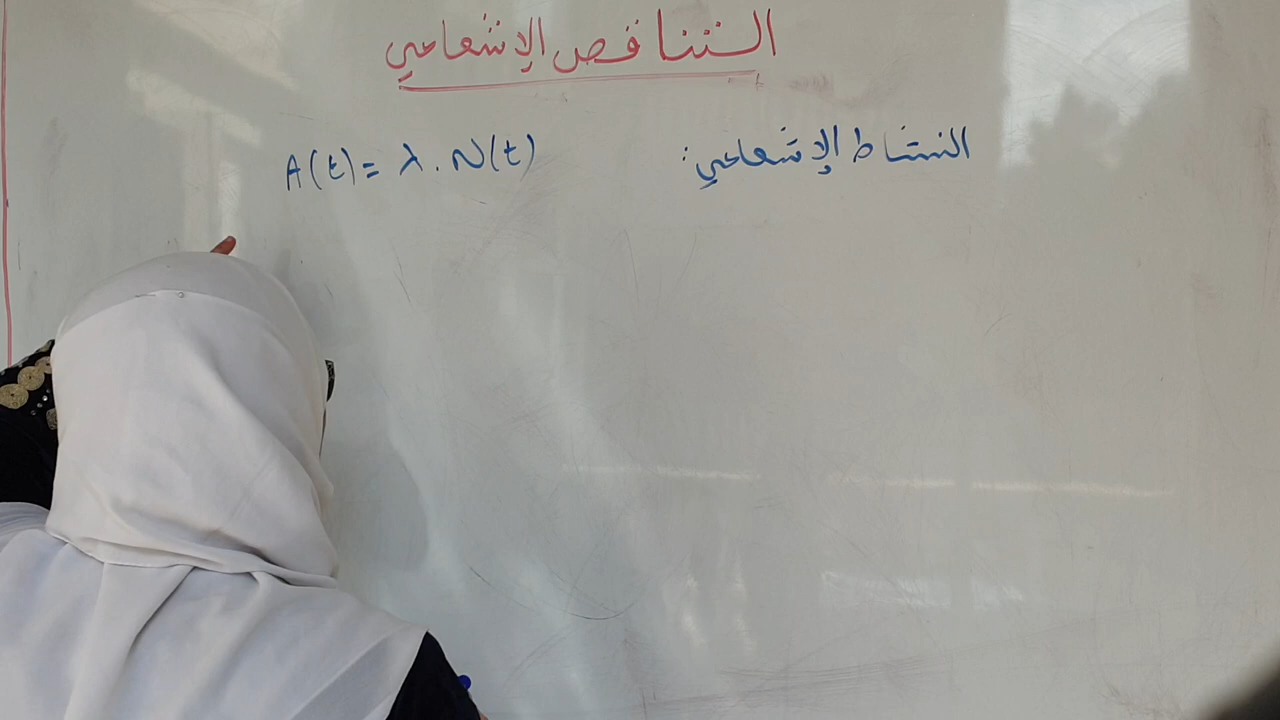 التناقص الإشعاعي
النشاط الإشعاعي: A(t) = λ . N(t)